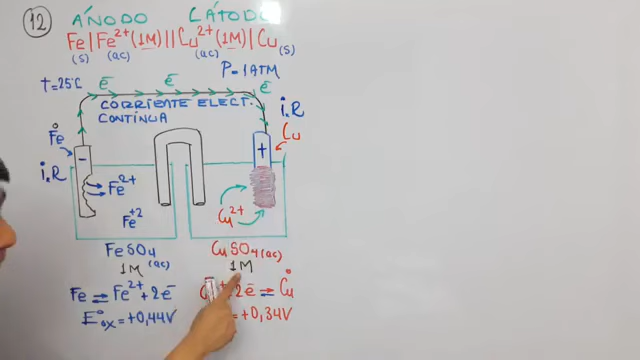 12
ÁNODO CÁTODO
Fe|Fe²⁺(1M)||Cu²⁺(1M)|Cu
(s) (ac) (ac) (s)
T=25°C P=1ATM
e⁻ e⁻ e⁻
CORRIENTE ELECT.
CONTÍNUA
i.R
Cu
Fe
i.R
- +
Fe²⁺
Fe⁺²
Cu²⁺
FeSO₄ (ac) CuSO₄(ac)
1M 1M
Fe ⇌ Fe²⁺+2e⁻ 2e⁻ ⇌ Cu°
E°ox=+0,44V =+0,34V